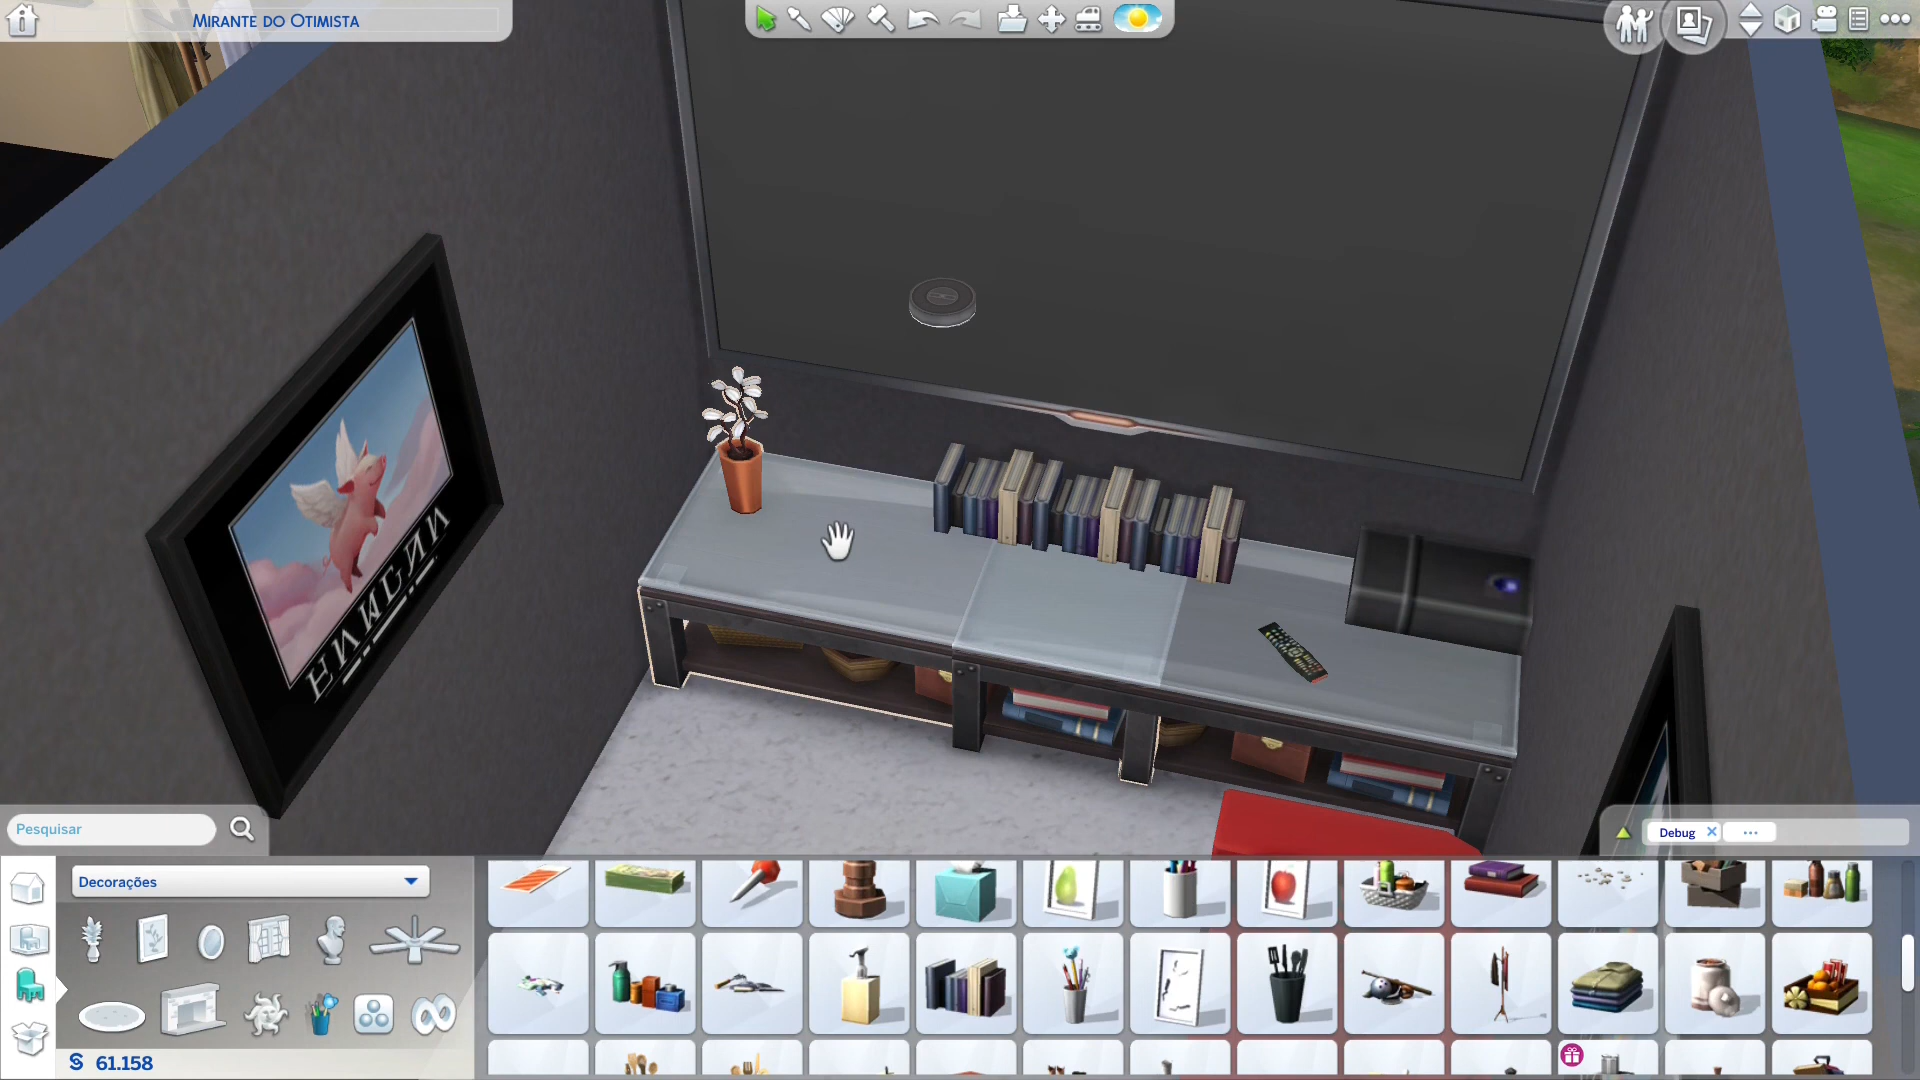 Mirante do Otimista
Pesquisar
Debug
...
Decorações
61.158